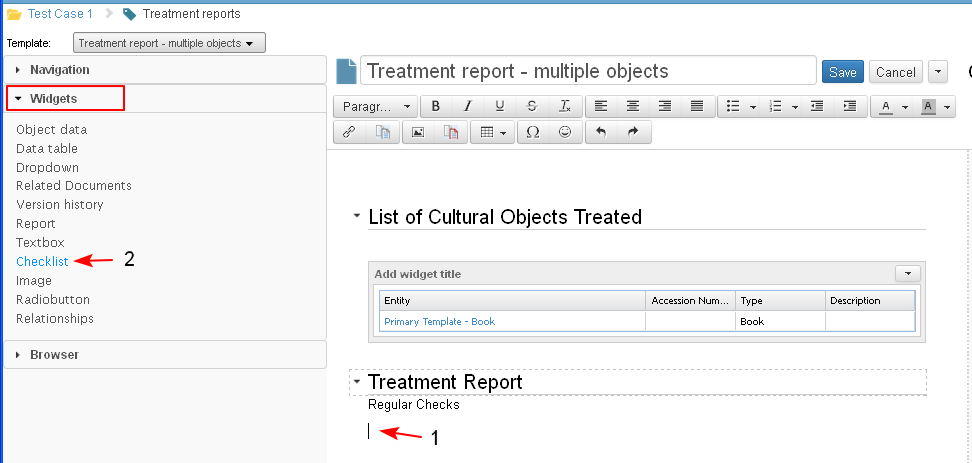 Test Case 1 Treatment reports
Template: Treatment report - multiple objects
Navigation
Widgets
Object data
Data table
Dropdown
Related Documents
Version history
Report
Textbox
Checklist 2
Image
Radiobutton
Relationships
Browser
Treatment report - multiple objects Save Cancel
Paragr... B I U S Tx A A
Ω
List of Cultural Objects Treated
Add widget title
Entity Accession Num... Type Description
Primary Template - Book Book
Treatment Report
Regular Checks
1